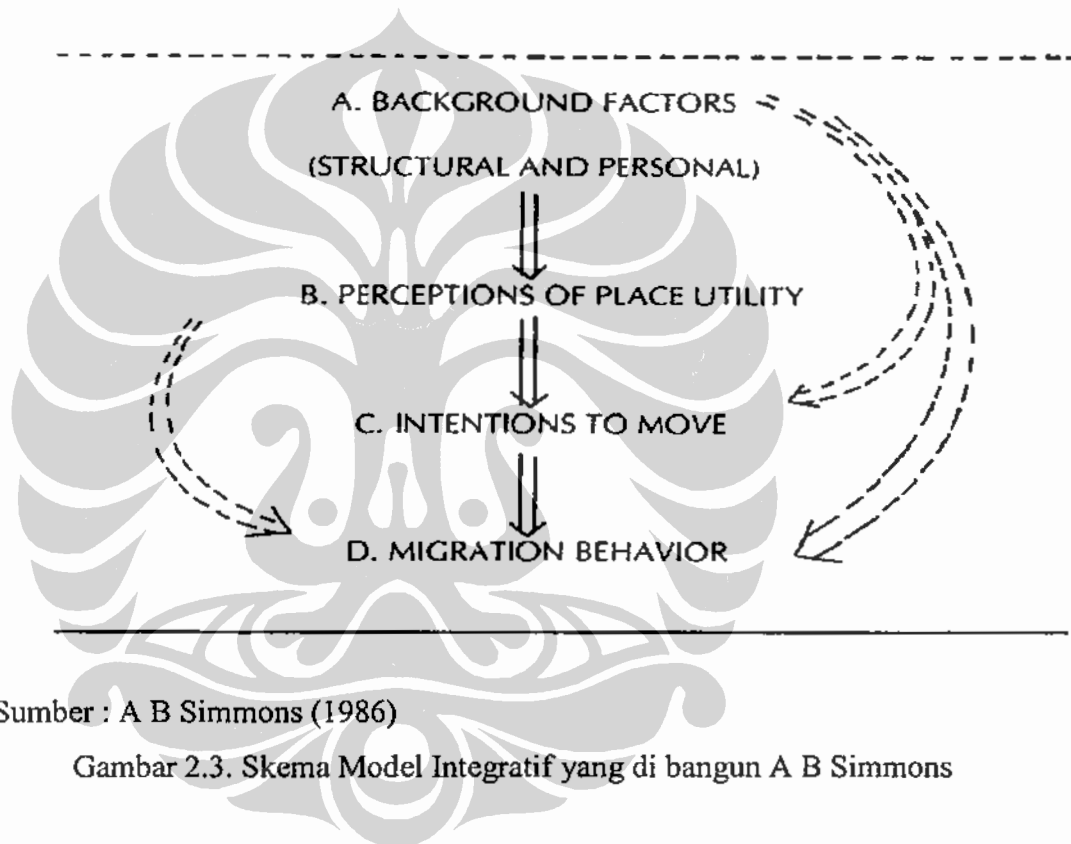 A. BACKGROUND FACTORS
(STRUCTURAL AND PERSONAL)
B. PERCEPTIONS OF PLACE UTILITY
C. INTENTIONS TO MOVE
D. MIGRATION BEHAVIOR
Sumber : A B Simmons (1986)
Gambar 2.3. Skema Model Integratif yang di bangun A B Simmons